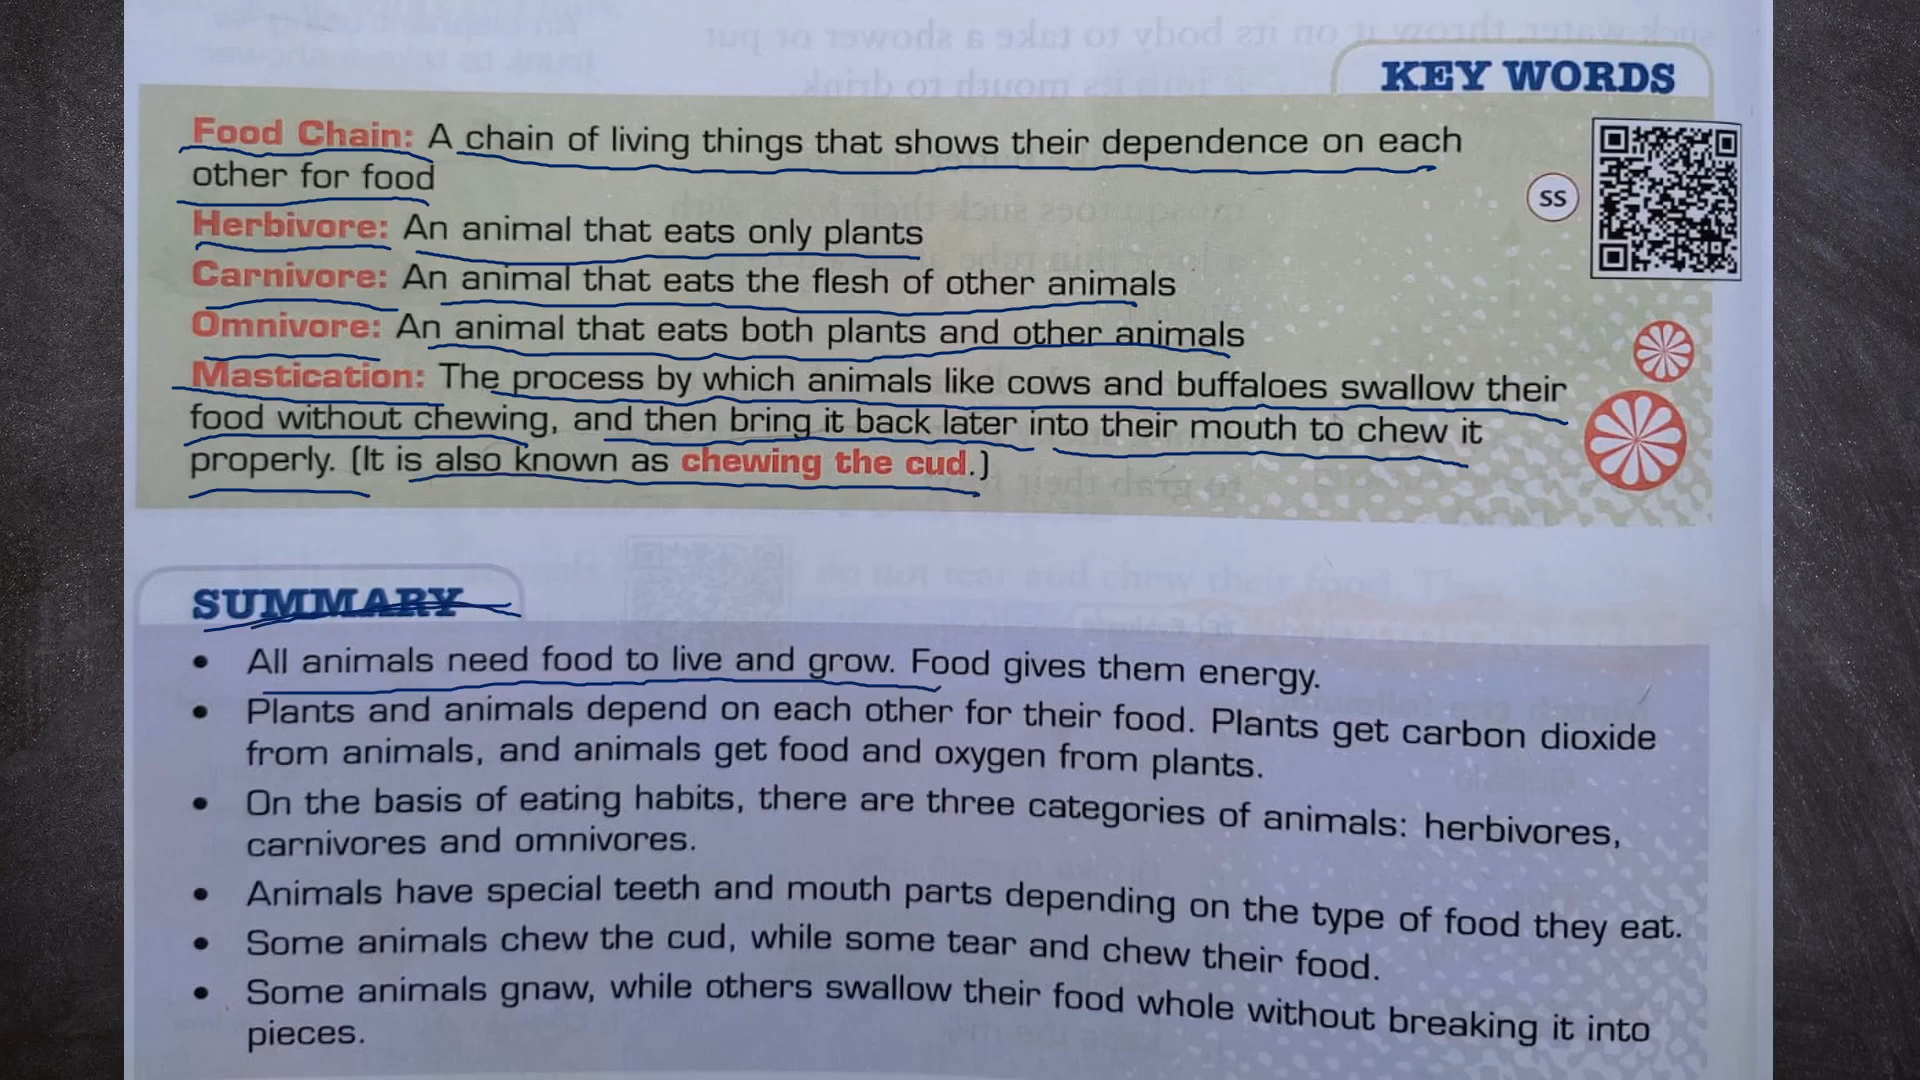 KEY WORDS
Food Chain: A chain of living things that shows their dependence on each
other for food
SS
Herbivore: An animal that eats only plants
Carnivore: An animal that eats the flesh of other animals
Omnivore: An animal that eats both plants and other animals
Mastication: The process by which animals like cows and buffaloes swallow their
food without chewing, and then bring it back later into their mouth to chew it
properly. (It is also known as chewing the cud.)
SUMMARY
• All animals need food to live and grow. Food gives them energy.
• Plants and animals depend on each other for their food. Plants get carbon dioxide
from animals, and animals get food and oxygen from plants.
• On the basis of eating habits, there are three categories of animals: herbivores,
carnivores and omnivores.
• Animals have special teeth and mouth parts depending on the type of food they eat.
• Some animals chew the cud, while some tear and chew their food.
• Some animals gnaw, while others swallow their food whole without breaking it into
pieces.